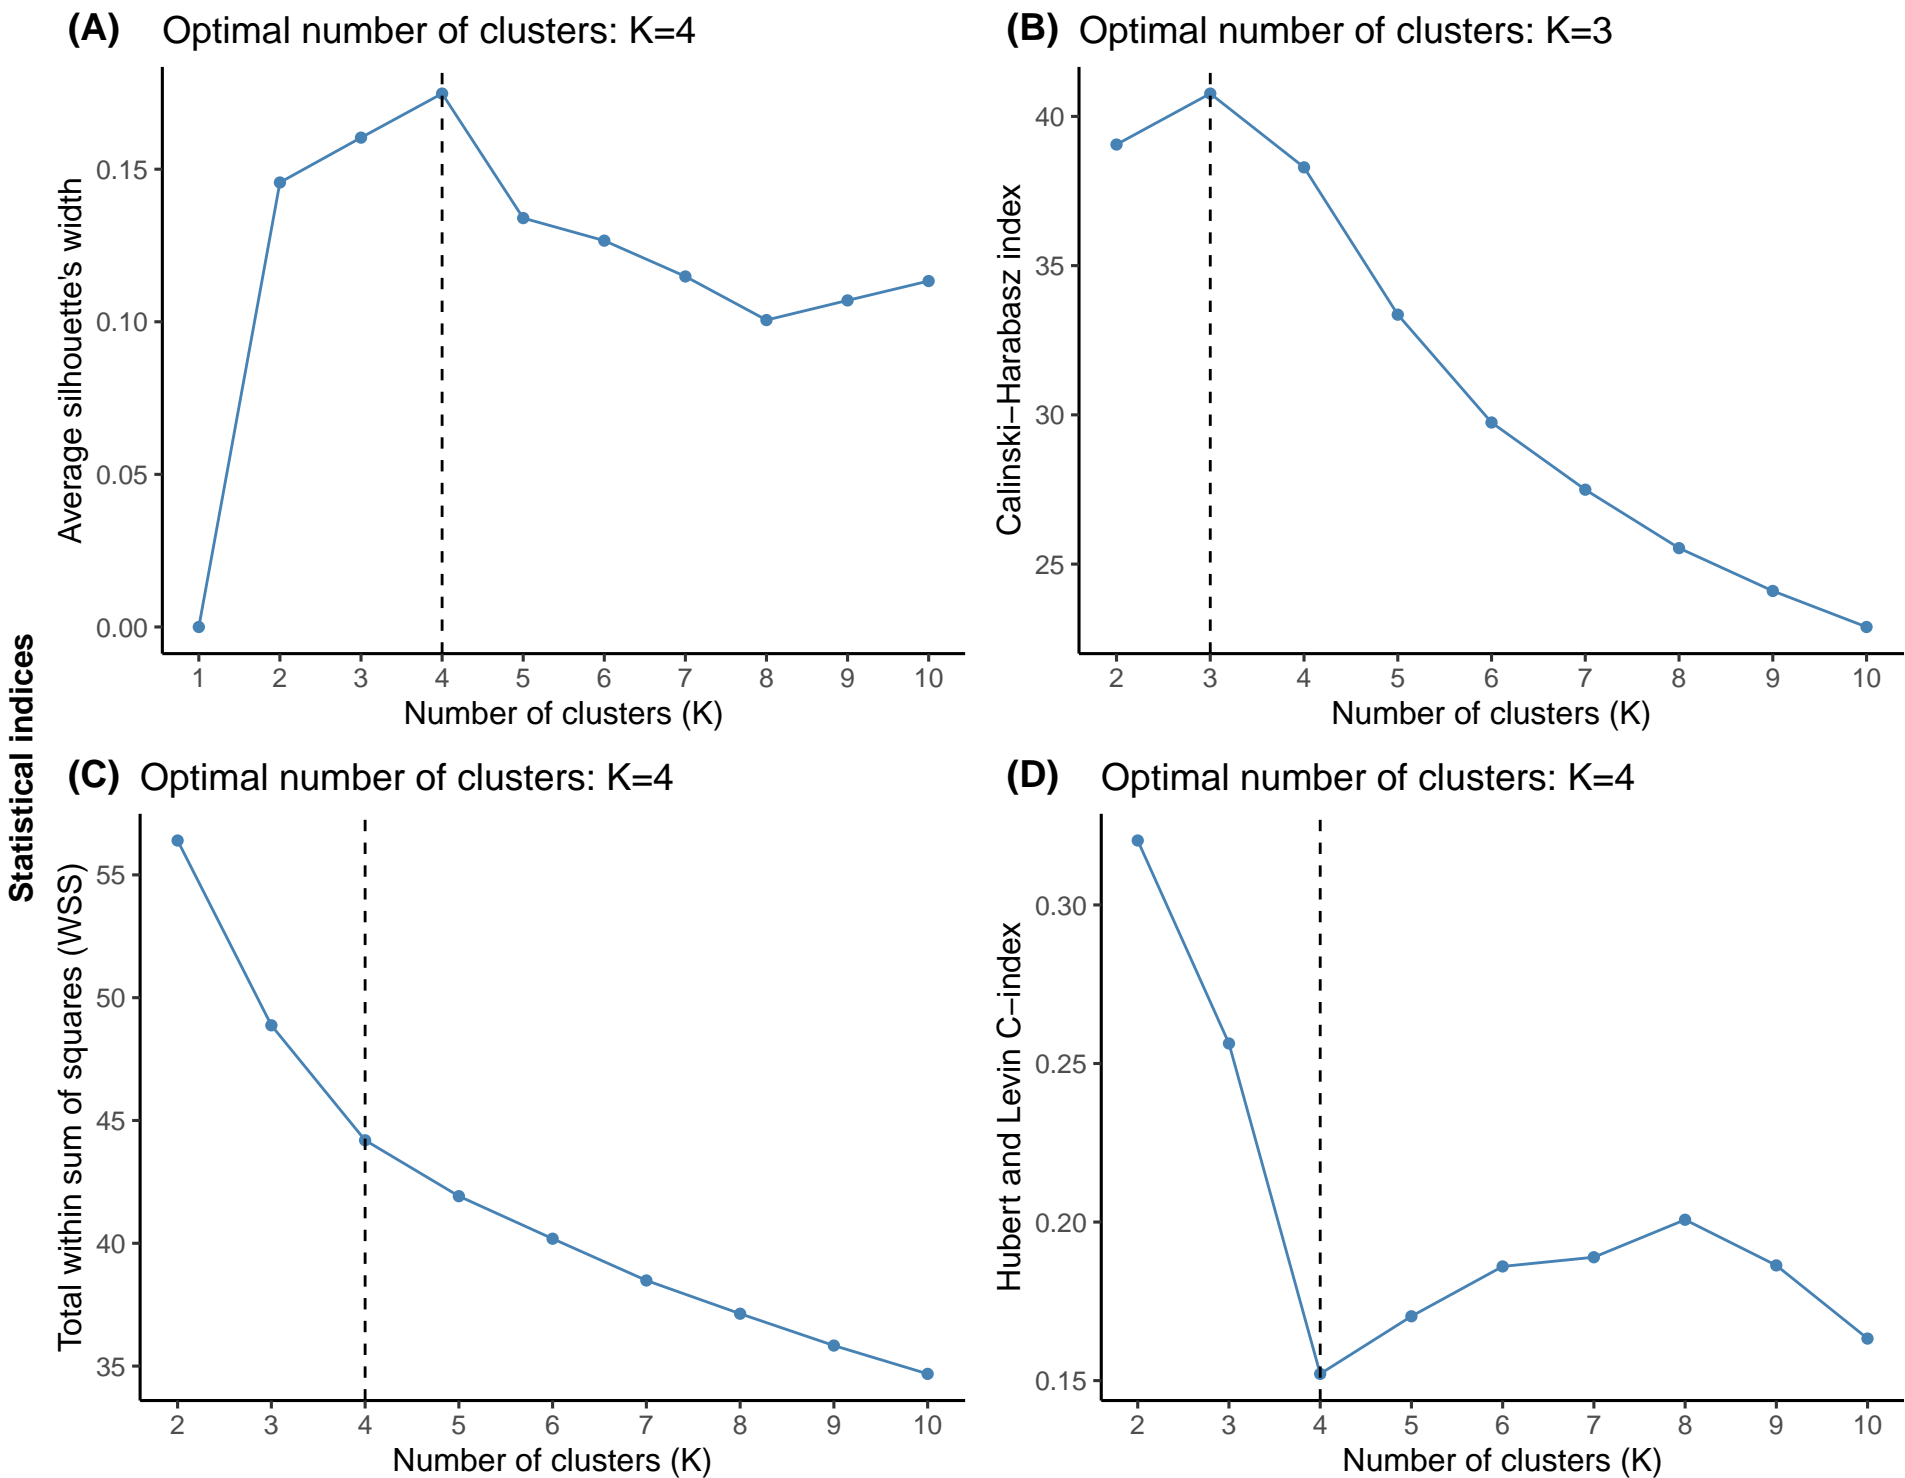 Statistical indices
(A) Optimal number of clusters: K=4
Average silhouette's width
0.15
0.10
0.05
0.00
1 2 3 4 5 6 7 8 9 10
Number of clusters (K)
(B) Optimal number of clusters: K=3
Calinski−Harabasz index
40
35
30
25
2 3 4 5 6 7 8 9 10
Number of clusters (K)
(C) Optimal number of clusters: K=4
Total within sum of squares (WSS)
55
50
45
40
35
2 3 4 5 6 7 8 9 10
Number of clusters (K)
(D) Optimal number of clusters: K=4
Hubert and Levin C−index
0.30
0.25
0.20
0.15
2 3 4 5 6 7 8 9 10
Number of clusters (K)